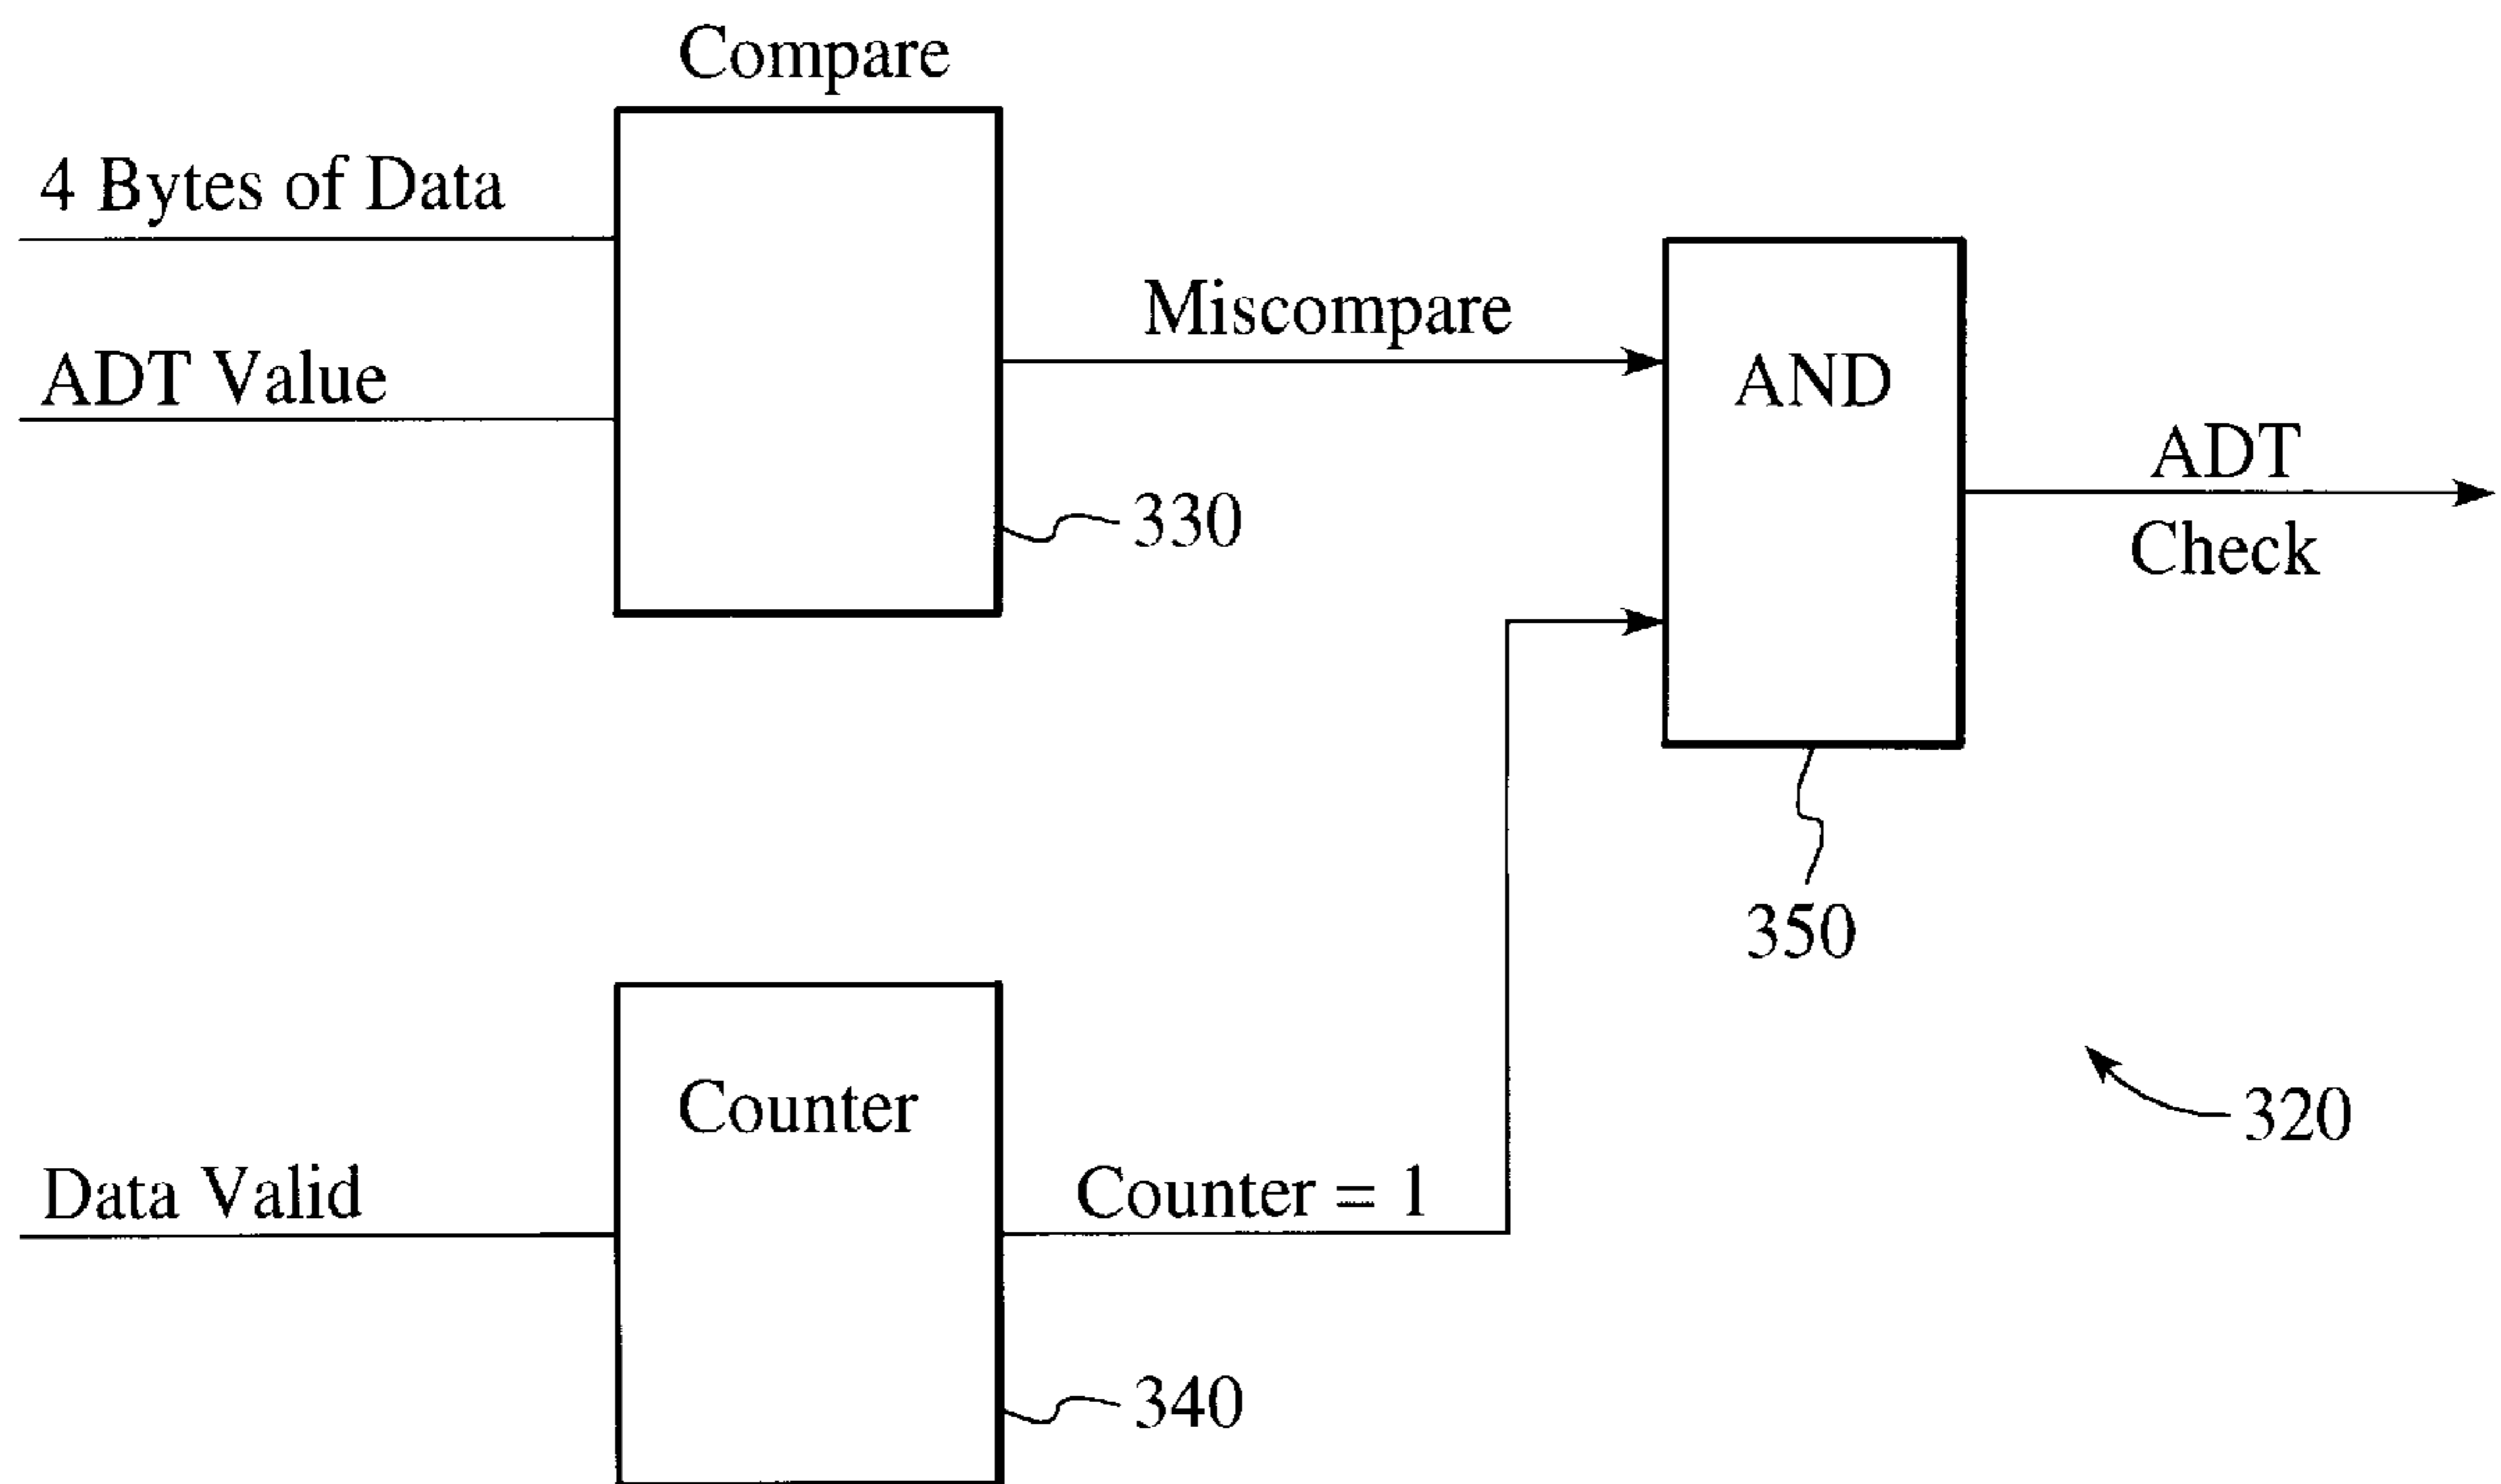 Compare
4 Bytes of Data
ADT Value
Miscompare
AND
ADT
Check
330
350
Counter
Data Valid
Counter = 1
320
340